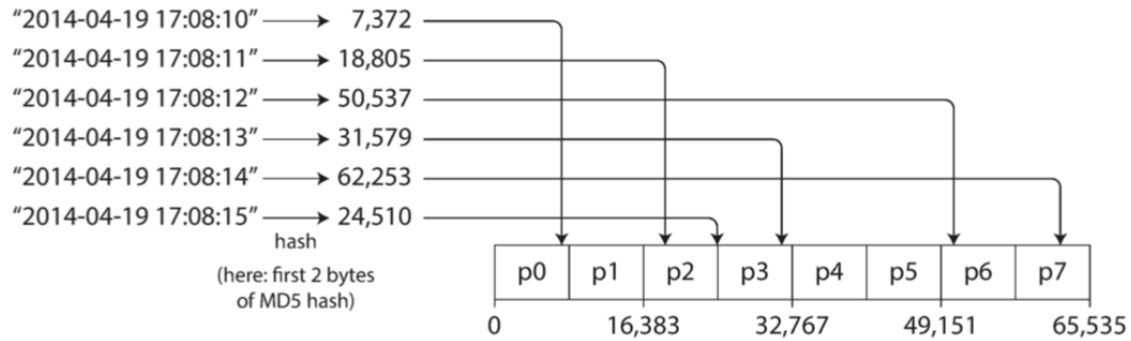 “2014-04-19 17:08:10” 7,372
“2014-04-19 17:08:11” 18,805
“2014-04-19 17:08:12” 50,537
“2014-04-19 17:08:13” 31,579
“2014-04-19 17:08:14” 62,253
“2014-04-19 17:08:15” 24,510
hash
(here: first 2 bytes
of MD5 hash)
p0 p1 p2 p3 p4 p5 p6 p7
0 16,383 32,767 49,151 65,535